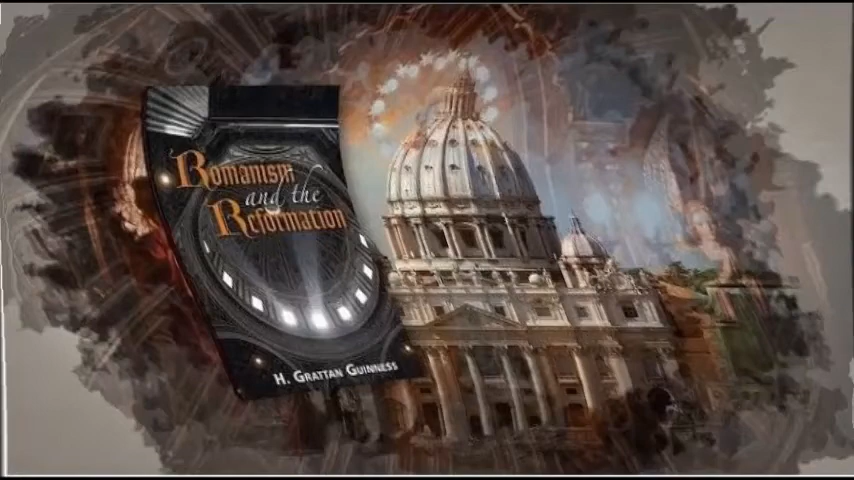 Romanism
and the
Reformation
H. Grattan Guinness